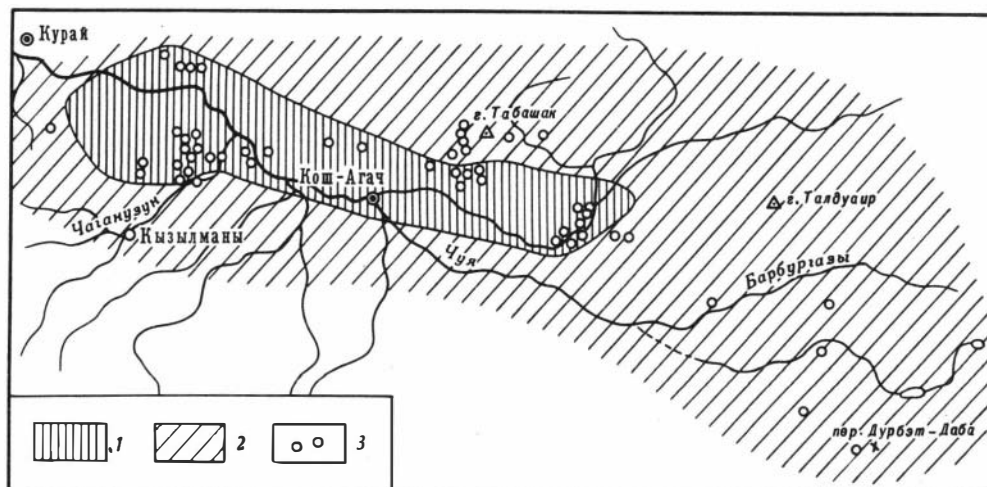 Курай
г. Табашак
Кош-Агач
г. Талдуаир
Чаганузун
Кызылманы
Чуя
Барбургазы
пер. Дурбэт-Даба
1
2
3